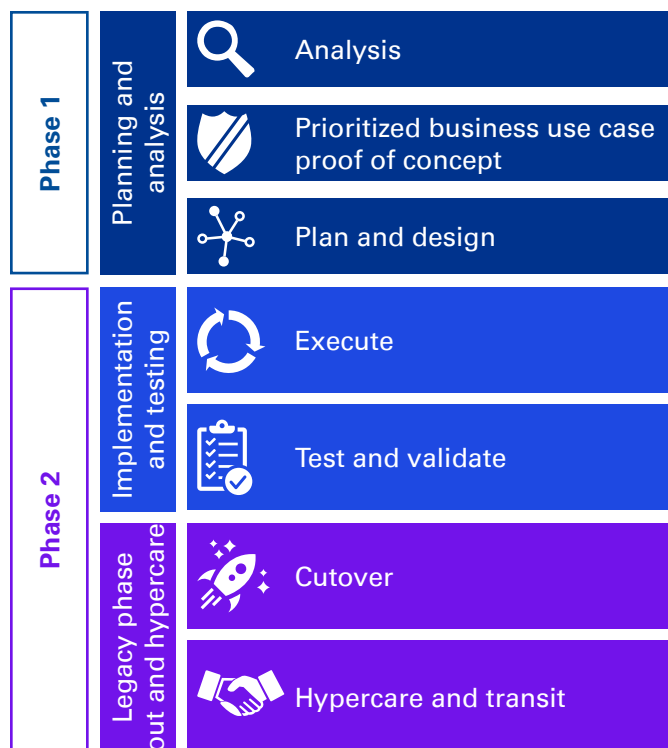 Phase 1
Planning and
analysis
Analysis
Prioritized business use case
proof of concept
Plan and design
Phase 2
Implementation
and testing
Execute
Test and validate
Legacy phase
out and hypercare
Cutover
Hypercare and transit